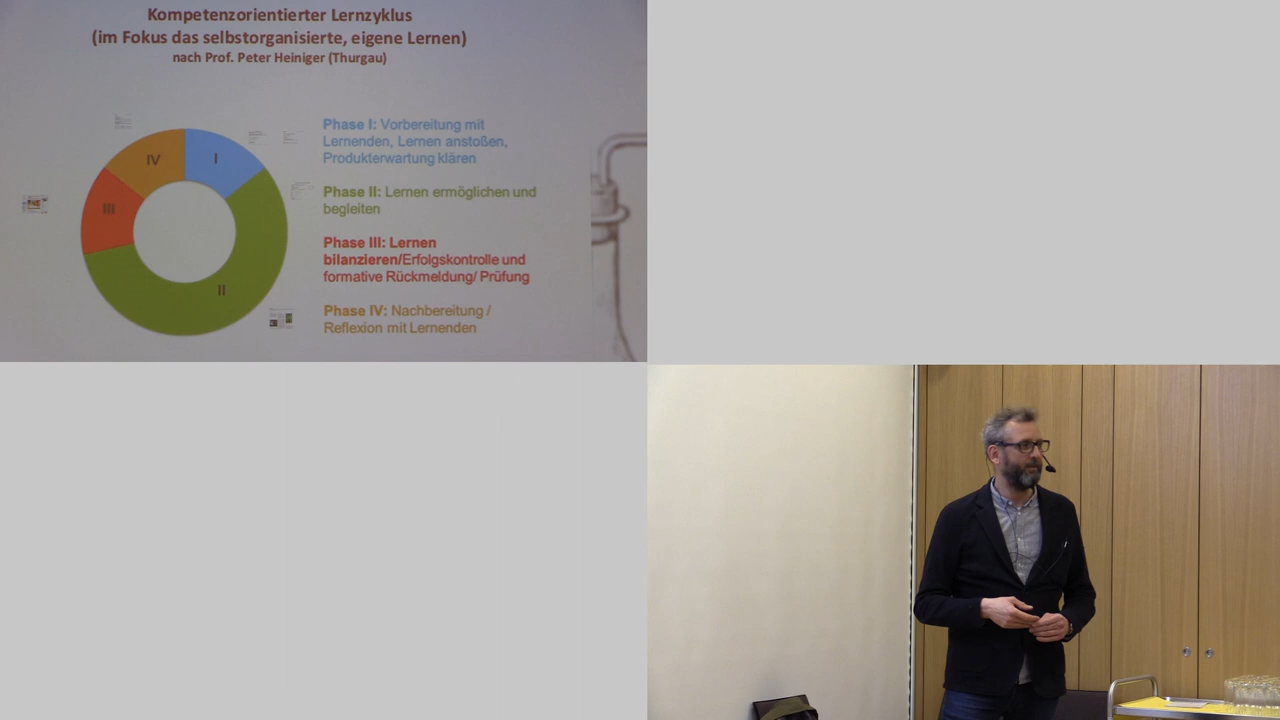 Kompetenzorientierter Lernzyklus
(im Fokus das selbstorganisierte, eigene Lernen)
nach Prof. Peter Heiniger (Thurgau)
I
II
III
IV
Phase I: Vorbereitung mit
Lernenden, Lernen anstoßen,
Produkterwartung klären
Phase II: Lernen ermöglichen und
begleiten
Phase III: Lernen
bilanzieren/Erfolgskontrolle und
formative Rückmeldung/ Prüfung
Phase IV: Nachbereitung /
Reflexion mit Lernenden